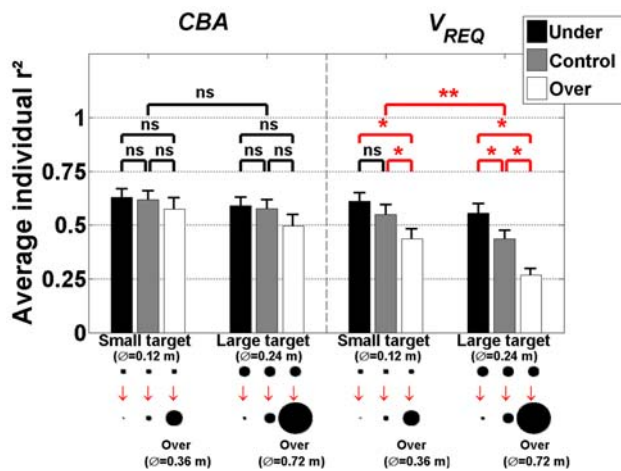 CBA
V_REQ
Under
Control
Over
Average individual r²
1
0.75
0.5
0.25
0
ns
ns
ns
ns
ns
ns
ns
**
*
*
ns
*
*
*
Small target
(Ø=0.12 m)
Large target
(Ø=0.24 m)
Small target
(Ø=0.12 m)
Large target
(Ø=0.24 m)
Over
(Ø=0.36 m)
Over
(Ø=0.72 m)
Over
(Ø=0.36 m)
Over
(Ø=0.72 m)